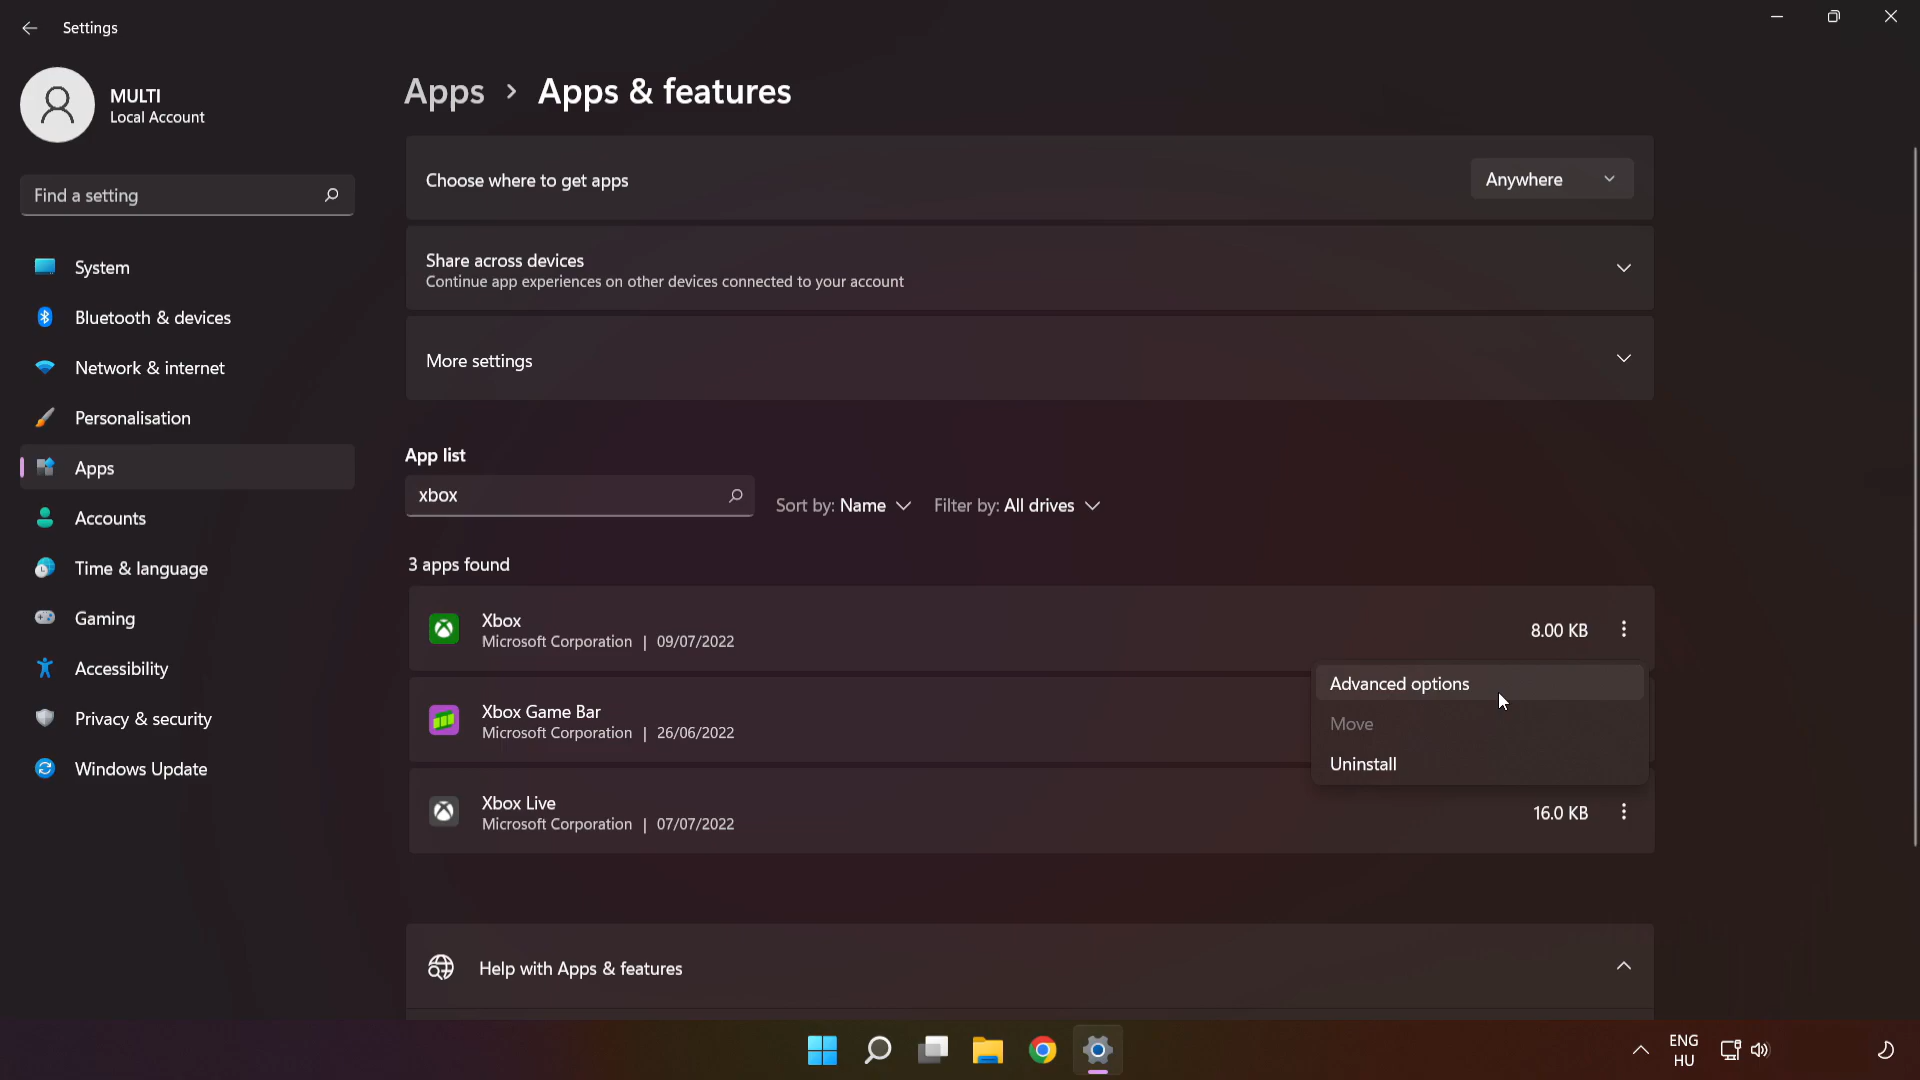 Settings
MULTI
Local Account
Find a setting
System
Bluetooth & devices
Network & internet
Personalisation
Apps
Accounts
Time & language
Gaming
Accessibility
Privacy & security
Windows Update
Apps > Apps & features
Choose where to get apps
Anywhere
Share across devices
Continue app experiences on other devices connected to your account
More settings
App list
xbox
Sort by: Name
Filter by: All drives
3 apps found
Xbox
Microsoft Corporation | 09/07/2022
8.00 KB
Advanced options
Move
Uninstall
Xbox Game Bar
Microsoft Corporation | 26/06/2022
Xbox Live
Microsoft Corporation | 07/07/2022
16.0 KB
Help with Apps & features
ENG
HU